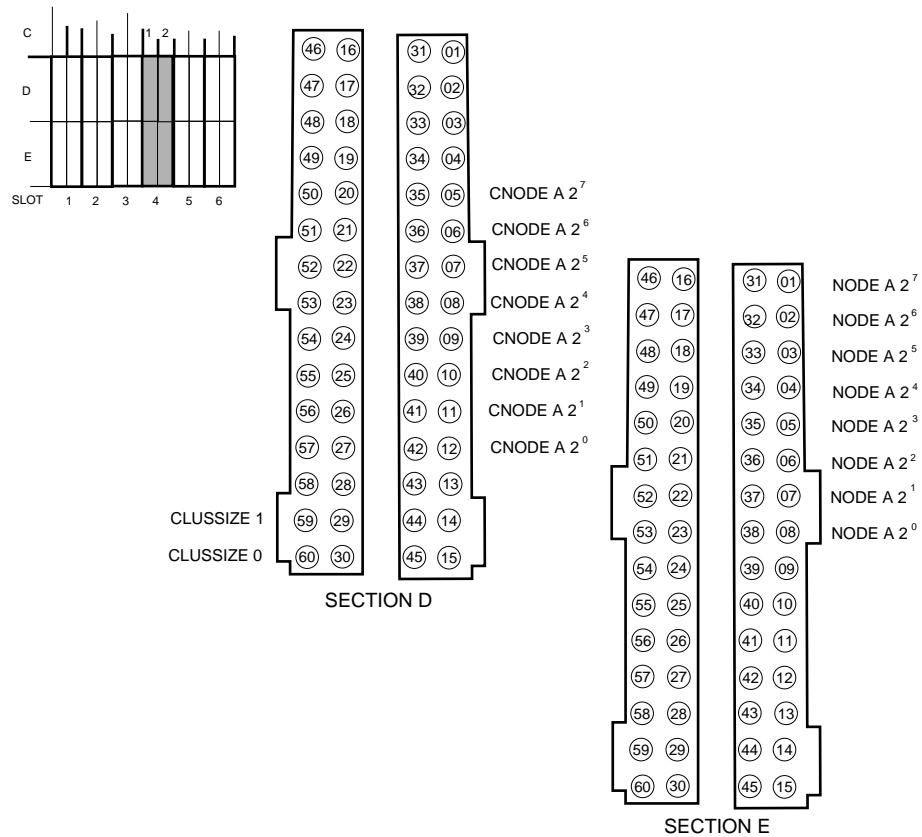 C 1 2
D
E
SLOT 1 2 3 4 5 6
46 16 31 01
47 17 32 02
48 18 33 03
49 19 34 04
50 20 35 05 CNODE A 2^7
51 21 36 06 CNODE A 2^6
52 22 37 07 CNODE A 2^5
53 23 38 08 CNODE A 2^4
54 24 39 09 CNODE A 2^3
55 25 40 10 CNODE A 2^2
56 26 41 11 CNODE A 2^1
57 27 42 12 CNODE A 2^0
58 28 43 13
CLUSSIZE 1 59 29 44 14
CLUSSIZE 0 60 30 45 15
SECTION D
46 16 31 01 NODE A 2^7
47 17 32 02 NODE A 2^6
48 18 33 03 NODE A 2^5
49 19 34 04 NODE A 2^4
50 20 35 05 NODE A 2^3
51 21 36 06 NODE A 2^2
52 22 37 07 NODE A 2^1
53 23 38 08 NODE A 2^0
54 24 39 09
55 25 40 10
56 26 41 11
57 27 42 12
58 28 43 13
59 29 44 14
60 30 45 15
SECTION E